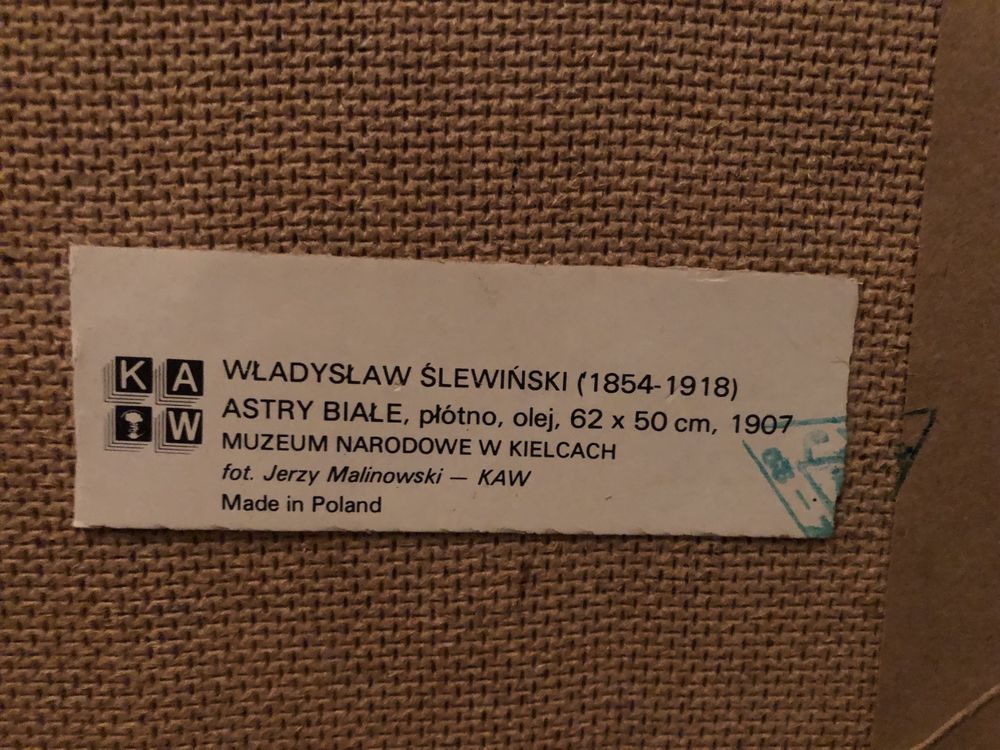 K A
W
WŁADYSŁAW ŚLEWIŃSKI (1854-1918)
ASTRY BIAŁE, płótno, olej, 62 x 50 cm, 1907
MUZEUM NARODOWE W KIELCACH
fot. Jerzy Malinowski — KAW
Made in Poland